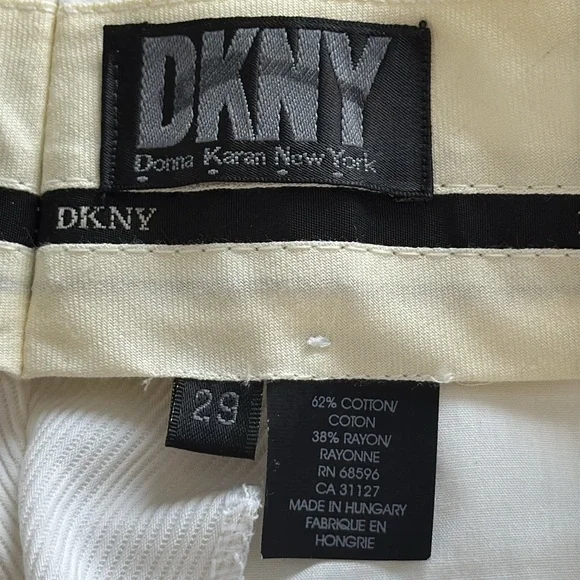 DKNY
Donna Karan New York
DKNY
29
62% COTTON/
COTON
38% RAYON/
RAYONNE
RN 68596
CA 31127
MADE IN HUNGARY
FABRIQUE EN
HONGRIE